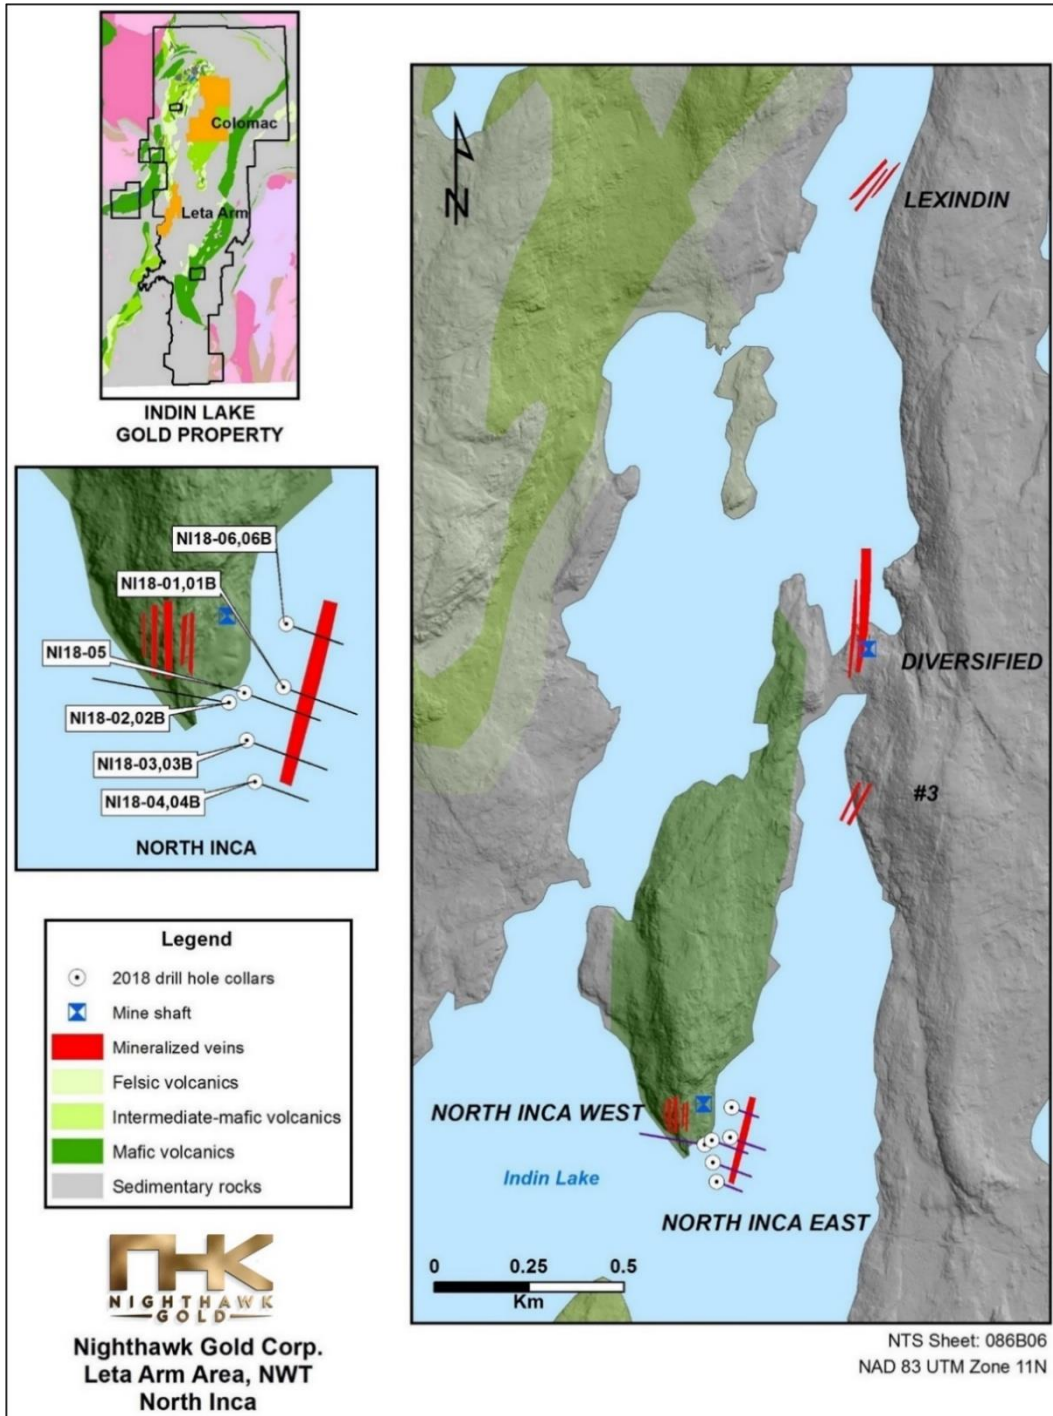 Colomac
Leta Arm
INDIN LAKE
GOLD PROPERTY
NI18-06,06B
NI18-01,01B
NI18-05
NI18-02,02B
NI18-03,03B
NI18-04,04B
NORTH INCA
Legend
2018 drill hole collars
Mine shaft
Mineralized veins
Felsic volcanics
Intermediate-mafic volcanics
Mafic volcanics
Sedimentary rocks
NHK
NIGHTHAWK
GOLD
Nighthawk Gold Corp.
Leta Arm Area, NWT
North Inca
N
LEXINDIN
DIVERSIFIED
#3
NORTH INCA WEST
Indin Lake
NORTH INCA EAST
0 0.25 0.5
Km
NTS Sheet: 086B06
NAD 83 UTM Zone 11N